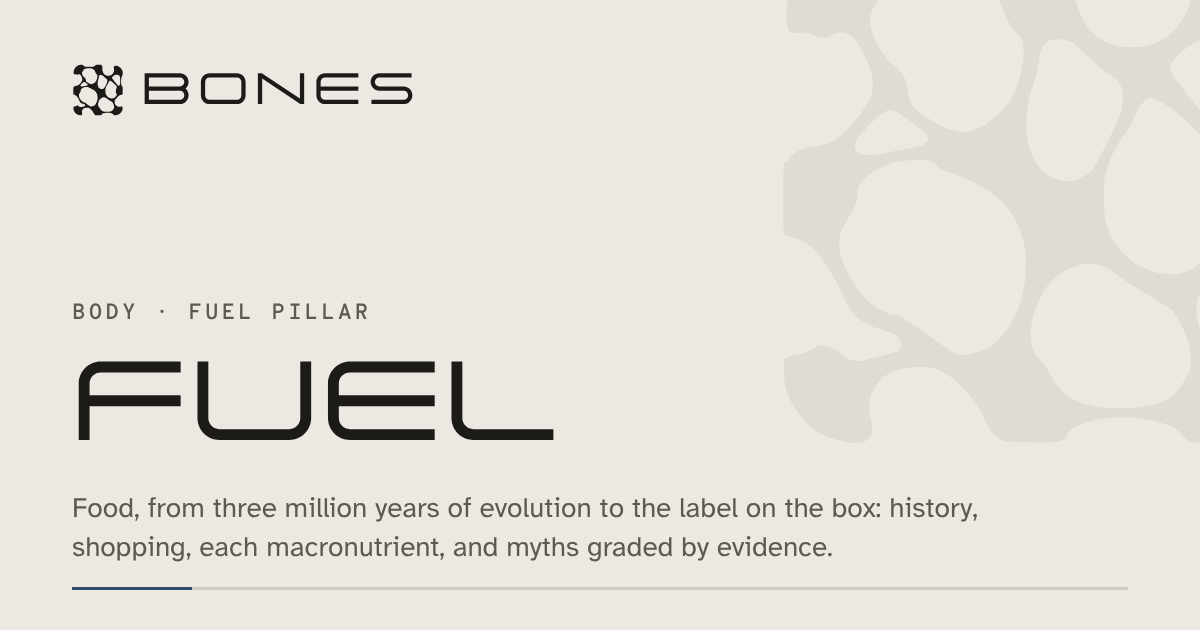 BONES
BODY · FUEL PILLAR
FUEL
Food, from three million years of evolution to the label on the box: history,
shopping, each macronutrient, and myths graded by evidence.